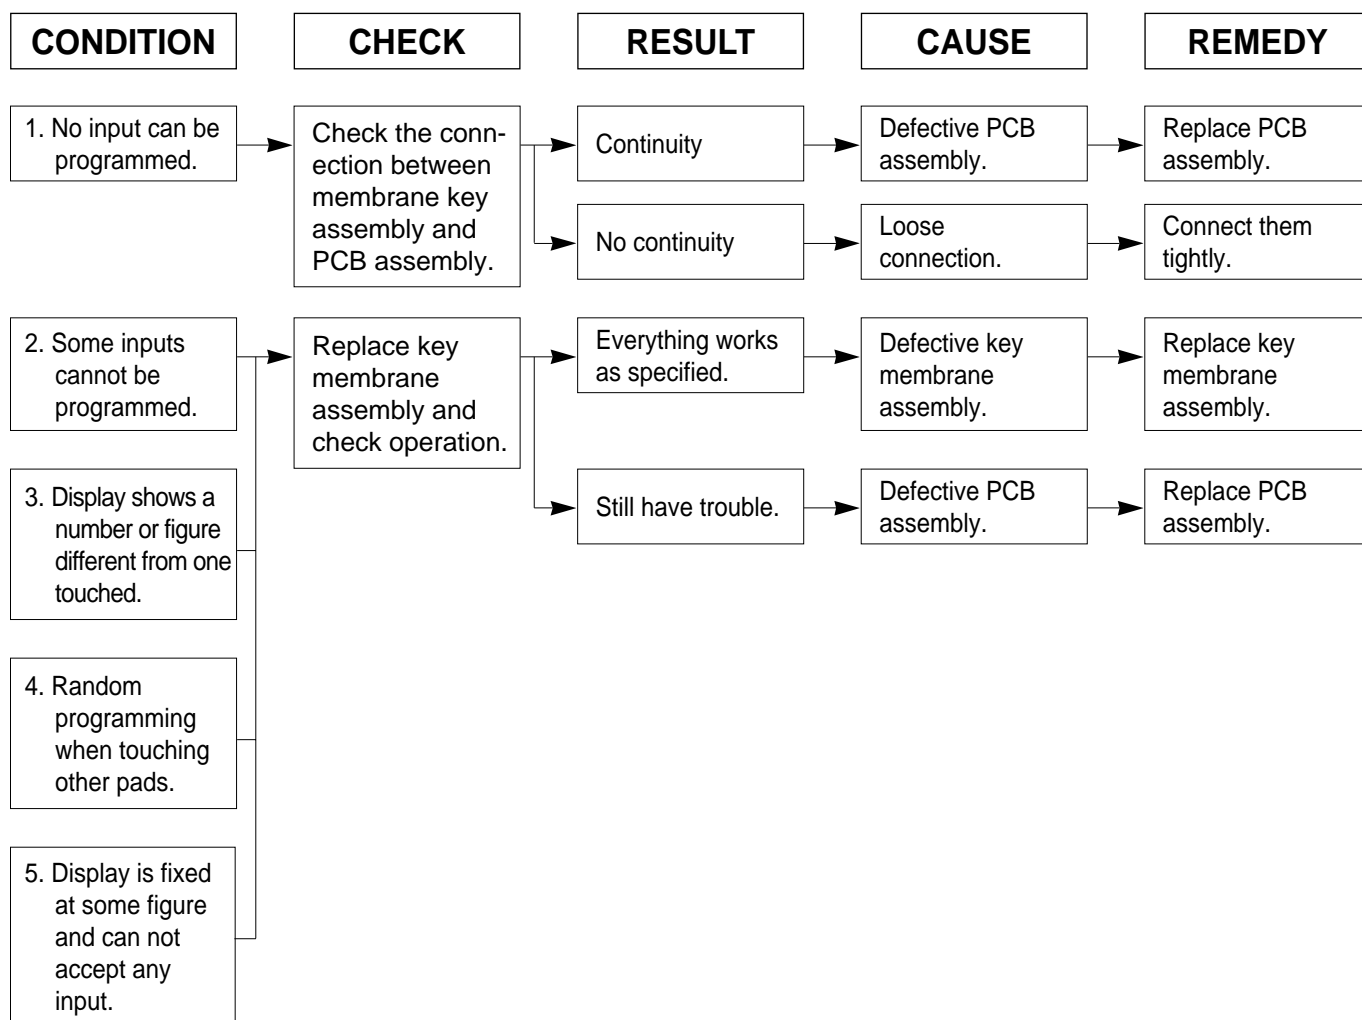 CONDITION
CHECK
RESULT
CAUSE
REMEDY
1. No input can be
programmed.
Check the conn-
ection between
membrane key
assembly and
PCB assembly.
Continuity
Defective PCB
assembly.
Replace PCB
assembly.
No continuity
Loose
connection.
Connect them
tightly.
2. Some inputs
cannot be
programmed.
Replace key
membrane
assembly and
check operation.
Everything works
as specified.
Defective key
membrane
assembly.
Replace key
membrane
assembly.
3. Display shows a
number or figure
different from one
touched.
Still have trouble.
Defective PCB
assembly.
Replace PCB
assembly.
4. Random
programming
when touching
other pads.
5. Display is fixed
at some figure
and can not
accept any
input.